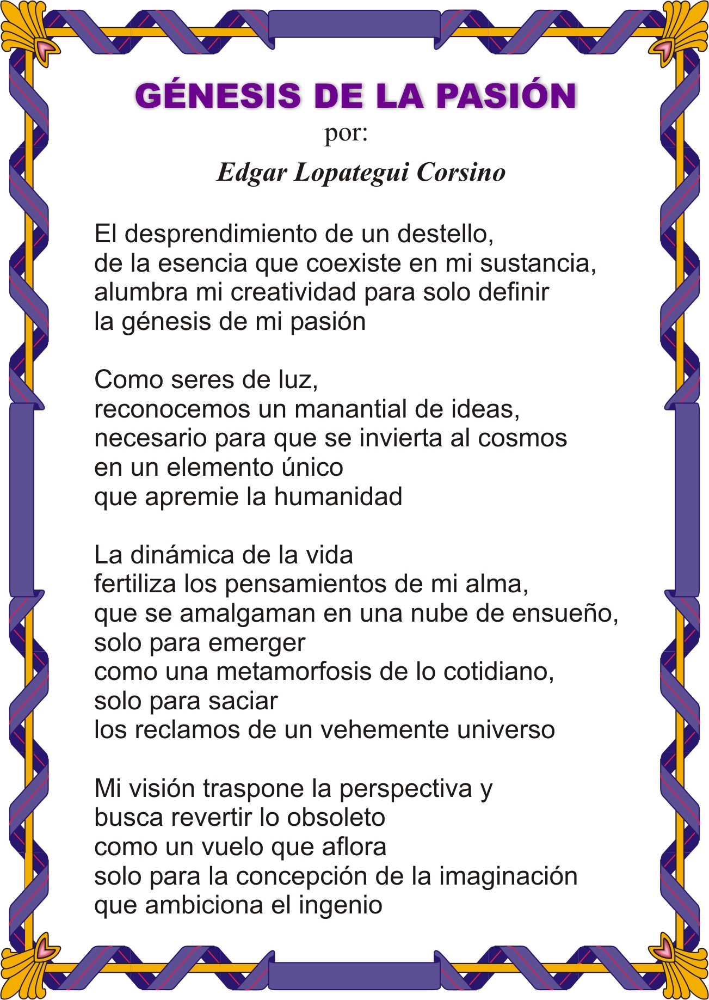 GÉNESIS DE LA PASIÓN
por:
Edgar Lopategui Corsino
El desprendimiento de un destello,
de la esencia que coexiste en mi sustancia,
alumbra mi creatividad para solo definir
la génesis de mi pasión
Como seres de luz,
reconocemos un manantial de ideas,
necesario para que se invierta al cosmos
en un elemento único
que apremie la humanidad
La dinámica de la vida
fertiliza los pensamientos de mi alma,
que se amalgaman en una nube de ensueño,
solo para emerger
como una metamorfosis de lo cotidiano,
solo para saciar
los reclamos de un vehemente universo
Mi visión traspone la perspectiva y
busca revertir lo obsoleto
como un vuelo que aflora
solo para la concepción de la imaginación
que ambiciona el ingenio